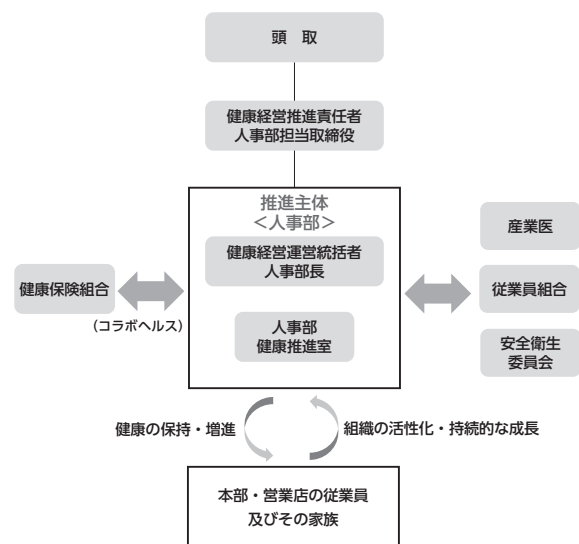 頭 取
健康経営推進責任者
人事部担当取締役
推進主体
<人事部>
健康経営運営統括者
人事部長
人事部
健康推進室
健康保険組合
(コラボヘルス)
産業医
従業員組合
安全衛生
委員会
健康の保持・増進
組織の活性化・持続的な成長
本部・営業店の従業員
及びその家族